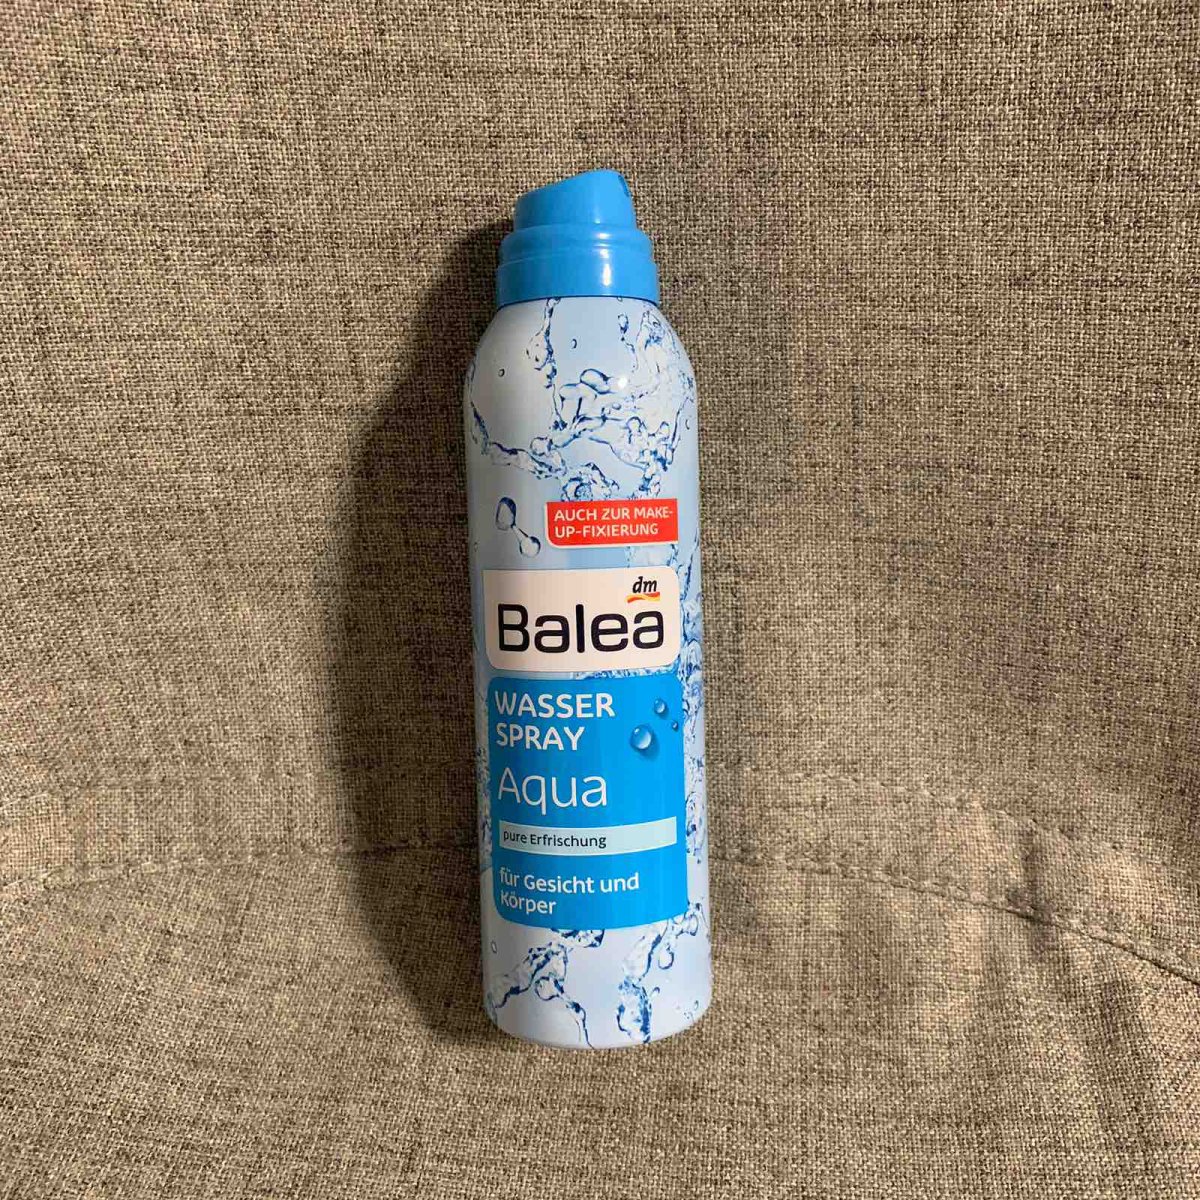 AUCH ZUR MAKE-
UP-FIXIERUNG
dm
Balea
WASSER
SPRAY
Aqua
pure Erfrischung
für Gesicht und
Körper